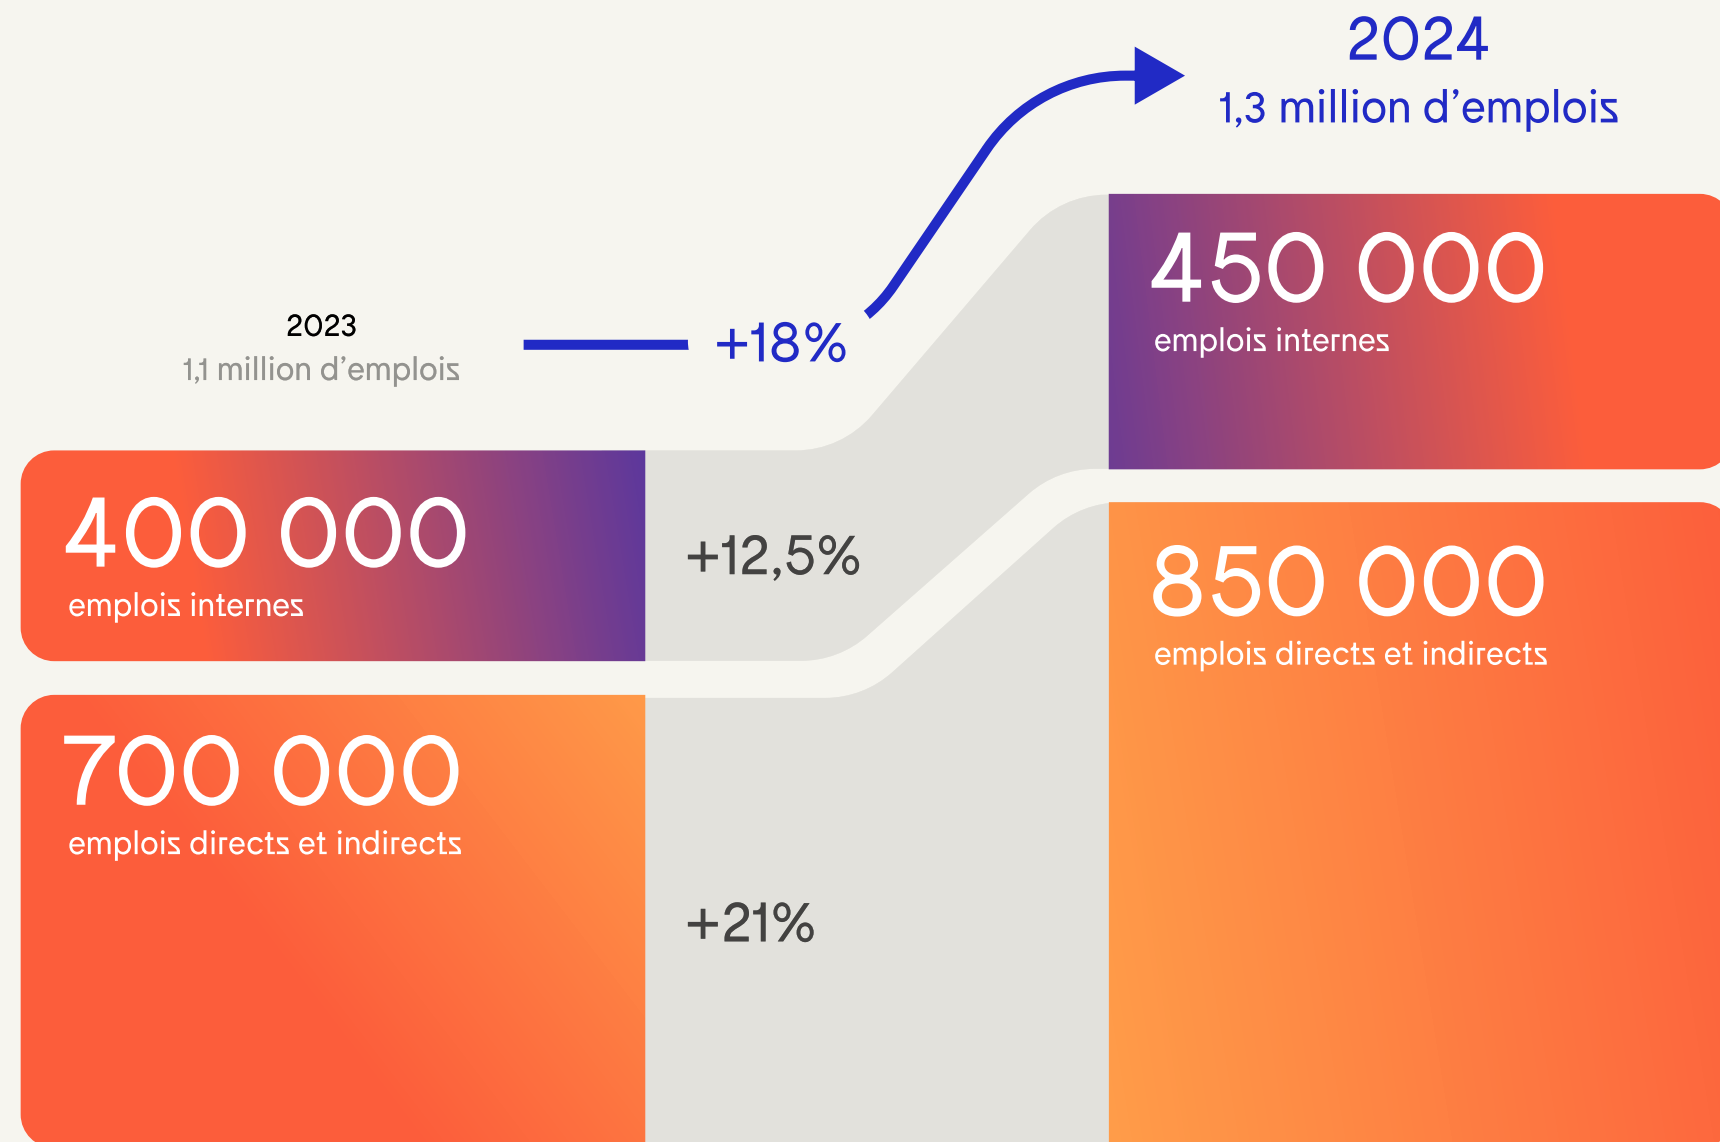 2024
1,3 million d’emplois
2023
1,1 million d’emplois
+18%
450 000
emplois internes
400 000
emplois internes
+12,5%
850 000
emplois directs et indirects
700 000
emplois directs et indirects
+21%